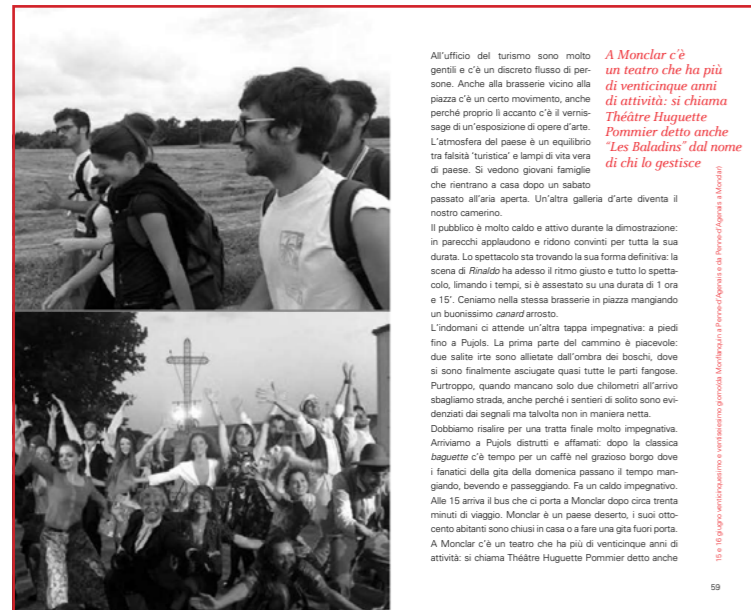 All'ufficio del turismo sono molto
gentili e c'è un discreto flusso di per-
sone. Anche alla brasserie vicino alla
piazza c'è un certo movimento, anche
perché proprio lì accanto c'è il vernis-
sage di un'esposizione di opere d'arte.
L'atmosfera del paese è un equilibrio
tra falsità 'turistica' e lampi di vita vera
di paese. Si vedono giovani famiglie
che rientrano a casa dopo un sabato
passato all'aria aperta. Un'altra galleria d'arte diventa il
nostro camerino.
Il pubblico è molto caldo e attivo durante la dimostrazione:
in parecchi applaudono e ridono convinti per tutta la sua
durata. Lo spettacolo sta trovando la sua forma definitiva: la
scena di Rinaldo ha adesso il ritmo giusto e tutto lo spetta-
colo, limando i tempi, si è assestato su una durata di 1 ora
e 15'. Ceniamo nella stessa brasserie in piazza mangiando
un buonissimo canard arrosto.
L'indomani ci attende un'altra tappa impegnativa: a piedi
fino a Pujols. La prima parte del cammino è piacevole:
due salite irte sono allietate dall'ombra dei boschi, dove
si sono finalmente asciugate quasi tutte le parti fangose.
Purtroppo, quando mancano solo due chilometri all'arrivo
sbagliamo strada, anche perché i sentieri di solito sono evi-
denziati dai segnali ma talvolta non in maniera netta.
Dobbiamo risalire per una tratta finale molto impegnativa.
Arriviamo a Pujols distrutti e affamati: dopo la classica
baguette c'è tempo per un caffè nel grazioso borgo dove
i fanatici della gita della domenica passano il tempo man-
giando, bevendo e passeggiando. Fa un caldo impegnativo.
Alle 15 arriva il bus che ci porta a Monclar dopo circa trenta
minuti di viaggio. Monclar è un paese deserto, i suoi otto-
cento abitanti sono chiusi in casa o a fare una gita fuori porta.
A Monclar c'è un teatro che ha più di venticinque anni di
attività: si chiama Théâtre Huguette Pommier detto anche
A Monclar c'è
un teatro che ha più
di venticinque anni
di attività: si chiama
Théâtre Huguette
Pommier detto anche
"Les Baladins" dal nome
di chi lo gestisce
15 e 16 giugno venticinquesimo e ventiseiesimo giorno(da Monflanquin a Penne-d'Agenais e da Penne-d'Agenais a Monclar)
59